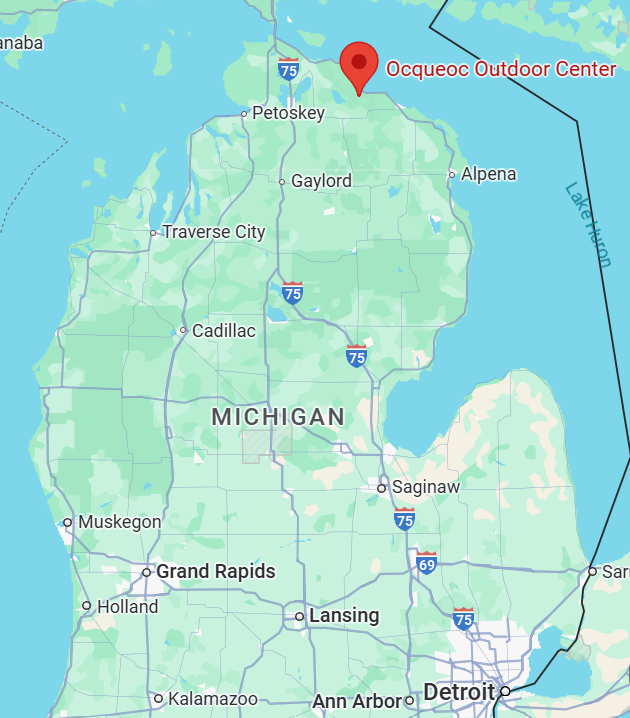 anaba
75
Ocqueoc Outdoor Center
Petoskey
Gaylord
Alpena
Lake Huron
Traverse City
75
Cadillac
75
MICHIGAN
Saginaw
75
Muskegon
69
Grand Rapids
Sar
Holland
Lansing
75
Detroit
Kalamazoo
Ann Arbor